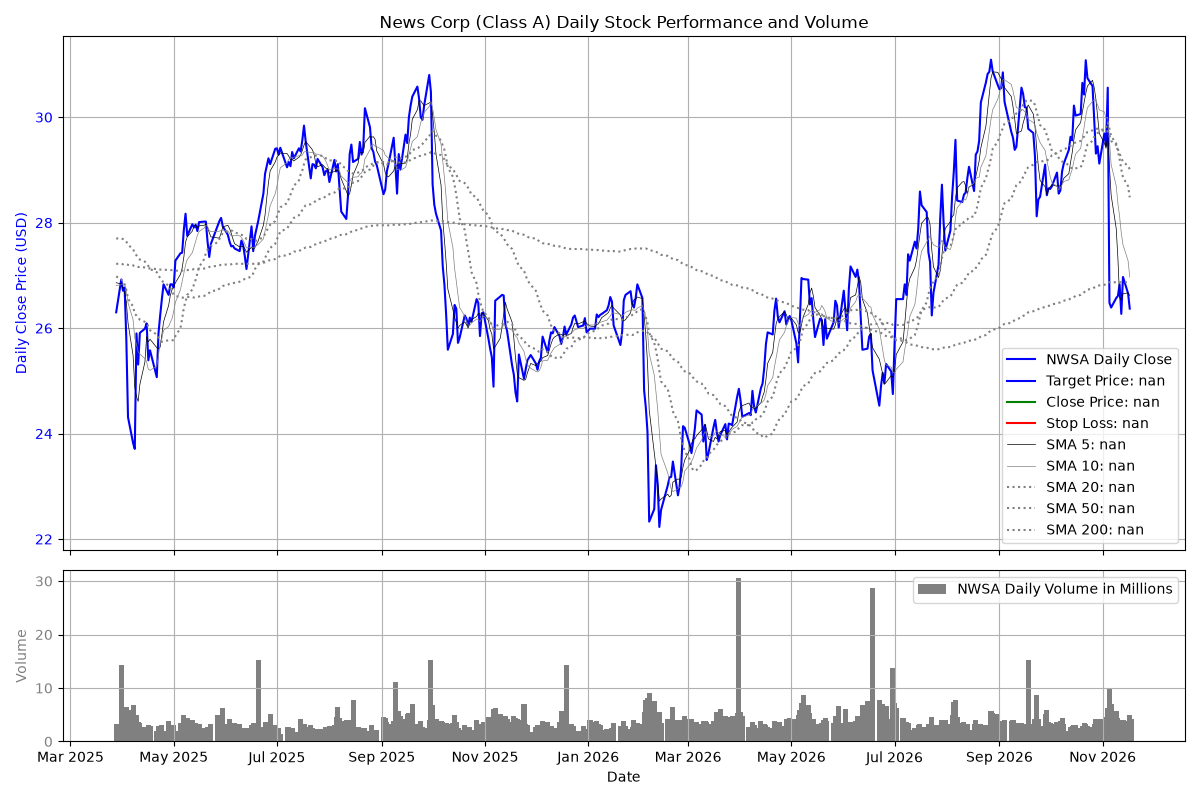 News Corp (Class A) Daily Stock Performance and Volume
Daily Close Price (USD)
30
28
26
24
22
NWSA Daily Close
Target Price: nan
Close Price: nan
Stop Loss: nan
SMA 5: nan
SMA 10: nan
SMA 20: nan
SMA 50: nan
SMA 200: nan
Volume
30
20
10
0
NWSA Daily Volume in Millions
Mar 2025 May 2025 Jul 2025 Sep 2025 Nov 2025 Jan 2026 Mar 2026 May 2026 Jul 2026 Sep 2026 Nov 2026
Date